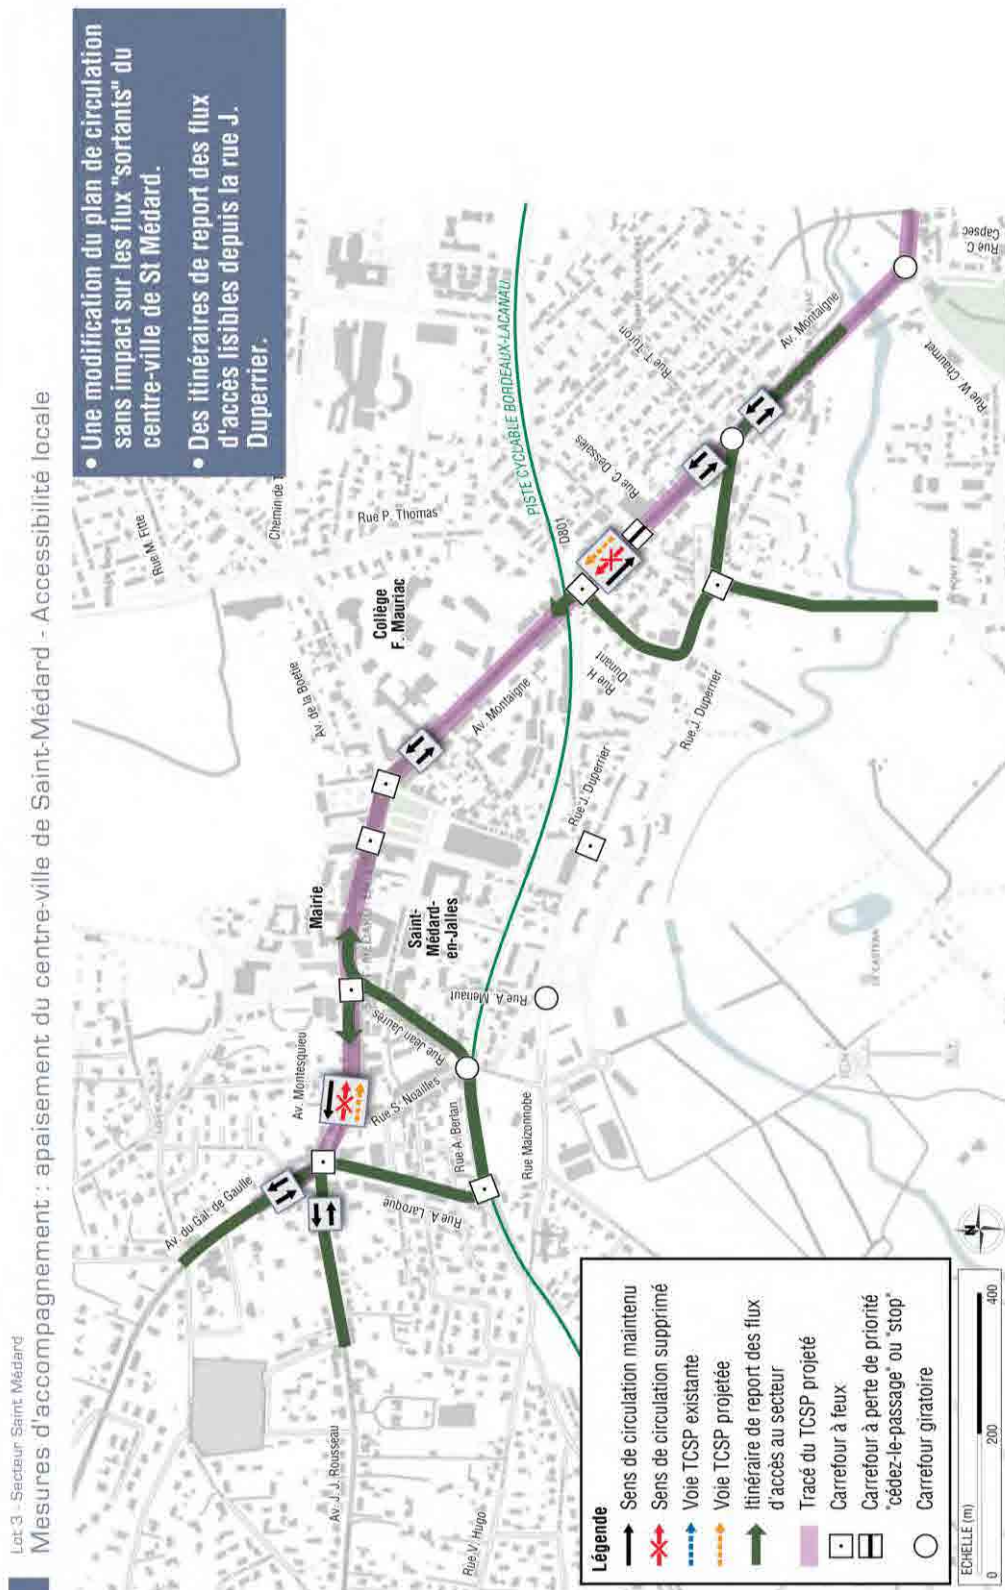 Lot 3 - Secteur Saint Médard
Mesures d'accompagnement : apaisement du centre-ville de Saint-Médard - Accessibilité locale
• Une modification du plan de circulation
sans impact sur les flux "sortants" du
centre-ville de St Médard.
• Des itinéraires de report des flux
d'accès lisibles depuis la rue J.
Duperrier.
Rue M. Fitte
Chemin de
Rue P. Thomas
Collège
F. Mauriac
Av. de la Boétie
D801
PISTE CYCLABLE BORDEAUX-LACANAU
Rue T. Turon
Rue C. Dessales
Av. Montaigne
Rue C.
Capsec
Rue W. Chaumet
Av. Montaigne
Rue H.
Dunant
Rue J. Duperrier
Rue J. Duperrier
Mairie
Saint-
Médard-
en-Jalles
Rue A. Menaut
Rue Jean Jaurès
Av. Montesquieu
Rue S. Noailles
Rue A. Berlan
Rue Maizonnobe
Rue A. Laroque
Av. du Gal. de Gaulle
Av. J. J. Rousseau
Rue V. Hugo
N
Légende
Sens de circulation maintenu
Sens de circulation supprimé
Voie TCSP existante
Voie TCSP projetée
Itinéraire de report des flux
d'accès au secteur
Tracé du TCSP projeté
Carrefour à feux
Carrefour à perte de priorité
"cédez-le-passage" ou "stop"
Carrefour giratoire
ECHELLE (m)
0 200 400